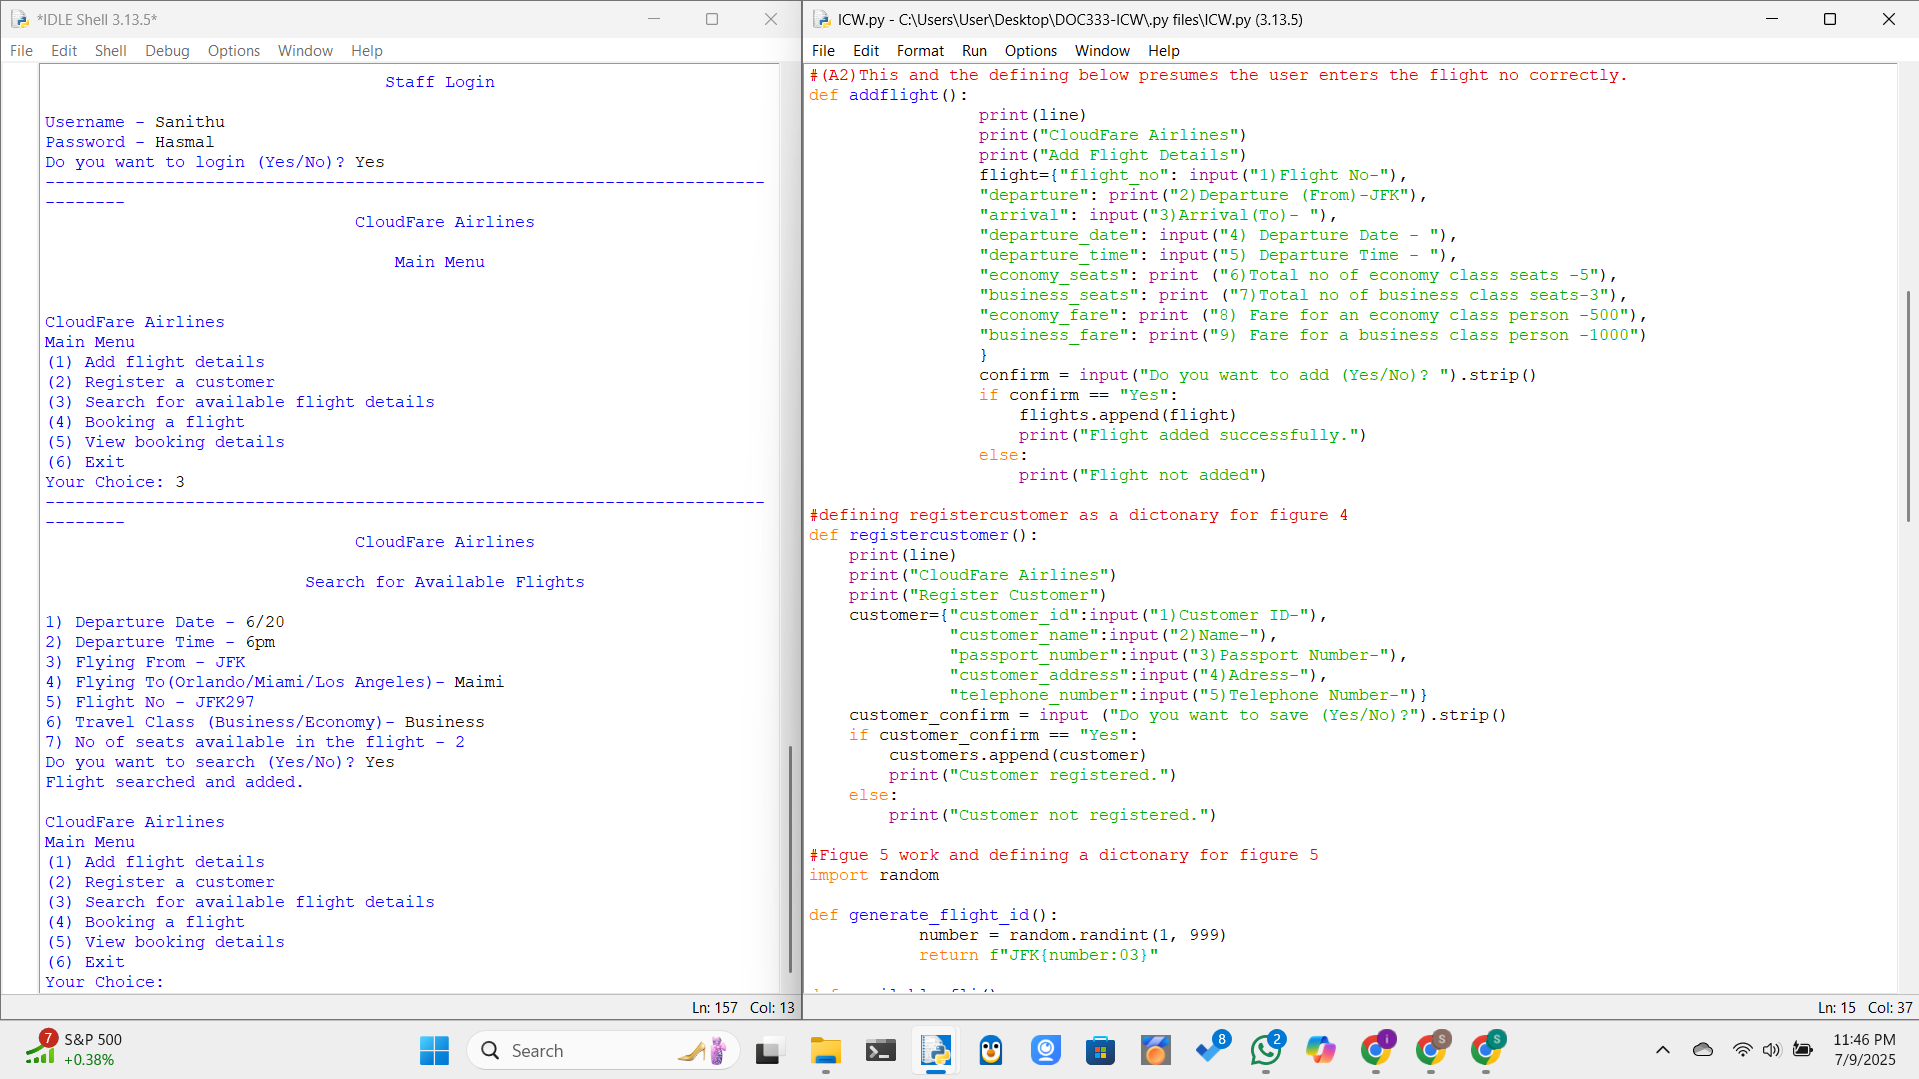 *IDLE Shell 3.13.5*
File Edit Shell Debug Options Window Help
Staff Login
Username - Sanithu
Password - Hasmal
Do you want to login (Yes/No)? Yes
------------------------------------------------------------------------
--------
CloudFare Airlines
Main Menu
CloudFare Airlines
Main Menu
(1) Add flight details
(2) Register a customer
(3) Search for available flight details
(4) Booking a flight
(5) View booking details
(6) Exit
Your Choice: 3
------------------------------------------------------------------------
--------
CloudFare Airlines
Search for Available Flights
1) Departure Date - 6/20
2) Departure Time - 6pm
3) Flying From - JFK
4) Flying To(Orlando/Miami/Los Angeles)- Maimi
5) Flight No - JFK297
6) Travel Class (Business/Economy)- Business
7) No of seats available in the flight - 2
Do you want to search (Yes/No)? Yes
Flight searched and added.
CloudFare Airlines
Main Menu
(1) Add flight details
(2) Register a customer
(3) Search for available flight details
(4) Booking a flight
(5) View booking details
(6) Exit
Your Choice:
Ln: 157 Col: 13
ICW.py - C:\Users\User\Desktop\DOC333-ICW\.py files\ICW.py (3.13.5)
File Edit Format Run Options Window Help
#(A2)This and the defining below presumes the user enters the flight no correctly.
def addflight():
print(line)
print("CloudFare Airlines")
print("Add Flight Details")
flight={"flight_no": input("1)Flight No-"),
"departure": print("2)Departure (From)-JFK"),
"arrival": input("3)Arrival(To)- "),
"departure_date": input("4) Departure Date - "),
"departure_time": input("5) Departure Time - "),
"economy_seats": print ("6)Total no of economy class seats -5"),
"business_seats": print ("7)Total no of business class seats-3"),
"economy_fare": print ("8) Fare for an economy class person -500"),
"business_fare": print("9) Fare for a business class person -1000")
}
confirm = input("Do you want to add (Yes/No)? ").strip()
if confirm == "Yes":
flights.append(flight)
print("Flight added successfully.")
else:
print("Flight not added")
#defining registercustomer as a dictonary for figure 4
def registercustomer():
print(line)
print("CloudFare Airlines")
print("Register Customer")
customer={"customer_id":input("1)Customer ID-"),
"customer_name":input("2)Name-"),
"passport_number":input("3)Passport Number-"),
"customer_address":input("4)Adress-"),
"telephone_number":input("5)Telephone Number-")}
customer_confirm = input ("Do you want to save (Yes/No)?").strip()
if customer_confirm == "Yes":
customers.append(customer)
print("Customer registered.")
else:
print("Customer not registered.")
#Figue 5 work and defining a dictonary for figure 5
import random
def generate_flight_id():
number = random.randint(1, 999)
return f"JFK{number:03}"
Ln: 15 Col: 37
7
S&P 500
+0.38%
Search
8
2
i
S
S
11:46 PM
7/9/2025